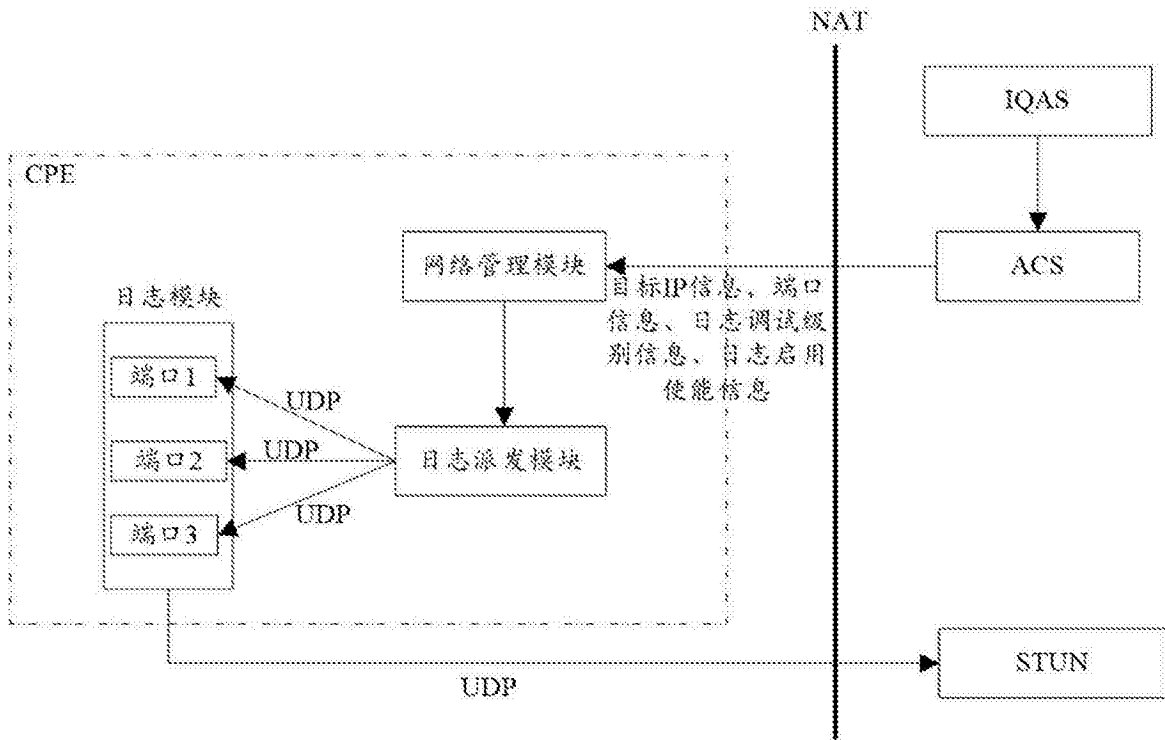 NAT
IQAS
CPE
网络管理模块
ACS
目标IP信息、端口
信息、日志调试级
别信息、日志启用
使能信息
日志模块
端口1
UDP
端口2
UDP
日志派发模块
端口3
UDP
STUN
UDP